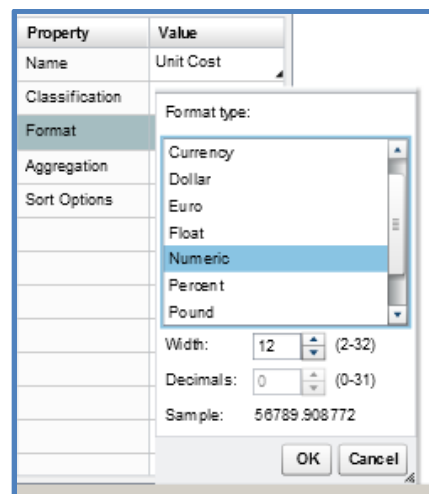 Property Value
Name Unit Cost
Classification
Format
Aggregation
Sort Options
Format type:
Currency
Dollar
Euro
Float
Numeric
Percent
Pound
Width: 12 (2-32)
Decimals: 0 (0-31)
Sample: 56789.908772
OK Cancel